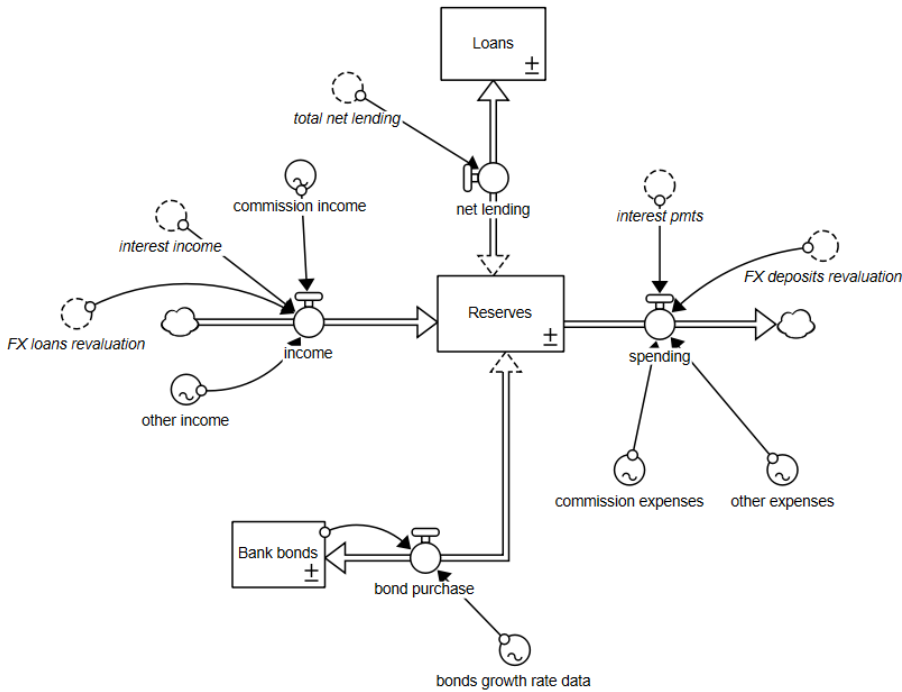 Loans
total net lending
net lending
commission income
interest pmts
interest income
FX deposits revaluation
Reserves
FX loans revaluation
income
spending
other income
commission expenses
other expenses
Bank bonds
bond purchase
bonds growth rate data